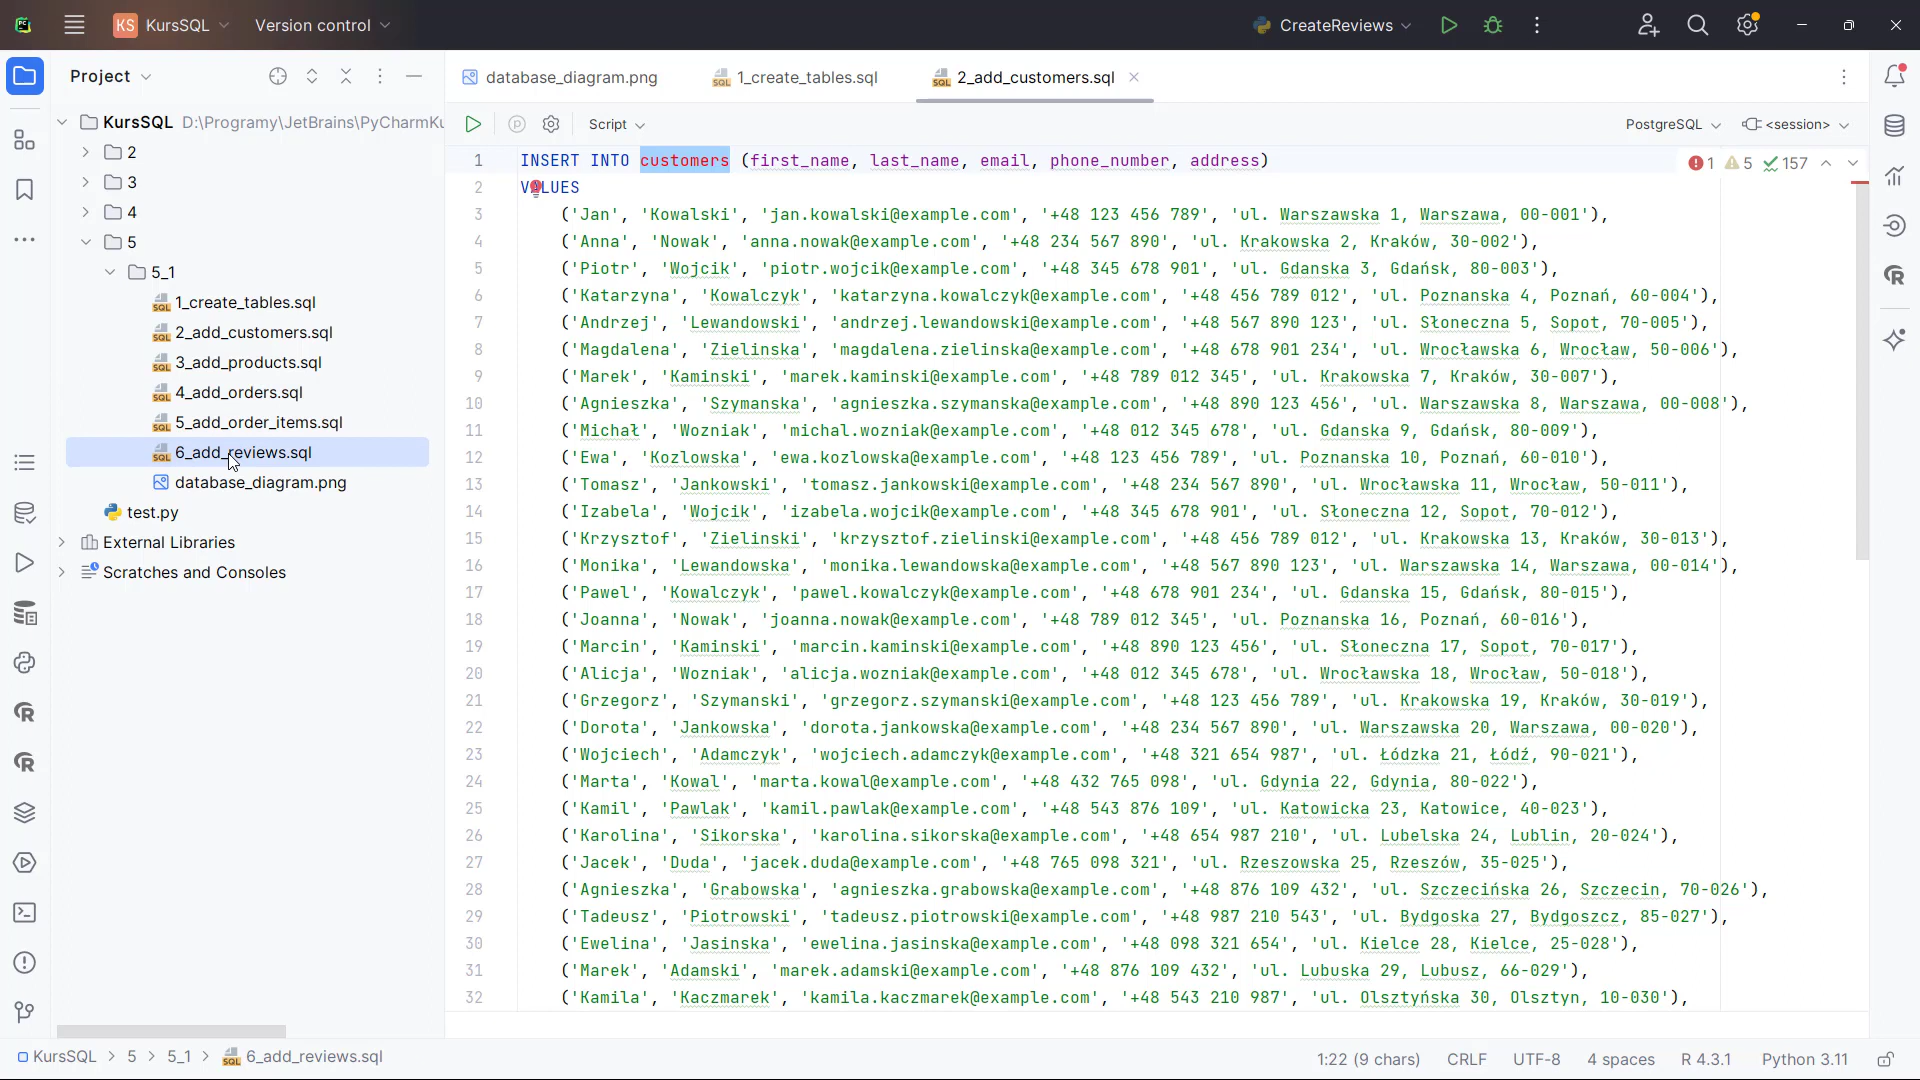 KS KursSQL Version control CreateReviews
Project
database_diagram.png 1_create_tables.sql 2_add_customers.sql
KursSQL D:\Programy\JetBrains\PyCharmKu
2
3
4
5
5_1
1_create_tables.sql
2_add_customers.sql
3_add_products.sql
4_add_orders.sql
5_add_order_items.sql
6_add_reviews.sql
database_diagram.png
test.py
External Libraries
Scratches and Consoles
Script PostgreSQL <session>
1 5 157
1 INSERT INTO customers (first_name, last_name, email, phone_number, address)
2 VALUES
3 ('Jan', 'Kowalski', 'jan.kowalski@example.com', '+48 123 456 789', 'ul. Warszawska 1, Warszawa, 00-001'),
4 ('Anna', 'Nowak', 'anna.nowak@example.com', '+48 234 567 890', 'ul. Krakowska 2, Kraków, 30-002'),
5 ('Piotr', 'Wojcik', 'piotr.wojcik@example.com', '+48 345 678 901', 'ul. Gdanska 3, Gdańsk, 80-003'),
6 ('Katarzyna', 'Kowalczyk', 'katarzyna.kowalczyk@example.com', '+48 456 789 012', 'ul. Poznanska 4, Poznań, 60-004'),
7 ('Andrzej', 'Lewandowski', 'andrzej.lewandowski@example.com', '+48 567 890 123', 'ul. Słoneczna 5, Sopot, 70-005'),
8 ('Magdalena', 'Zielinska', 'magdalena.zielinska@example.com', '+48 678 901 234', 'ul. Wrocławska 6, Wrocław, 50-006'),
9 ('Marek', 'Kaminski', 'marek.kaminski@example.com', '+48 789 012 345', 'ul. Krakowska 7, Kraków, 30-007'),
10 ('Agnieszka', 'Szymanska', 'agnieszka.szymanska@example.com', '+48 890 123 456', 'ul. Warszawska 8, Warszawa, 00-008'),
11 ('Michał', 'Wozniak', 'michal.wozniak@example.com', '+48 012 345 678', 'ul. Gdanska 9, Gdańsk, 80-009'),
12 ('Ewa', 'Kozlowska', 'ewa.kozlowska@example.com', '+48 123 456 789', 'ul. Poznanska 10, Poznań, 60-010'),
13 ('Tomasz', 'Jankowski', 'tomasz.jankowski@example.com', '+48 234 567 890', 'ul. Wrocławska 11, Wrocław, 50-011'),
14 ('Izabela', 'Wojcik', 'izabela.wojcik@example.com', '+48 345 678 901', 'ul. Słoneczna 12, Sopot, 70-012'),
15 ('Krzysztof', 'Zielinski', 'krzysztof.zielinski@example.com', '+48 456 789 012', 'ul. Krakowska 13, Kraków, 30-013'),
16 ('Monika', 'Lewandowska', 'monika.lewandowska@example.com', '+48 567 890 123', 'ul. Warszawska 14, Warszawa, 00-014'),
17 ('Pawel', 'Kowalczyk', 'pawel.kowalczyk@example.com', '+48 678 901 234', 'ul. Gdanska 15, Gdańsk, 80-015'),
18 ('Joanna', 'Nowak', 'joanna.nowak@example.com', '+48 789 012 345', 'ul. Poznanska 16, Poznań, 60-016'),
19 ('Marcin', 'Kaminski', 'marcin.kaminski@example.com', '+48 890 123 456', 'ul. Słoneczna 17, Sopot, 70-017'),
20 ('Alicja', 'Wozniak', 'alicja.wozniak@example.com', '+48 012 345 678', 'ul. Wrocławska 18, Wrocław, 50-018'),
21 ('Grzegorz', 'Szymanski', 'grzegorz.szymanski@example.com', '+48 123 456 789', 'ul. Krakowska 19, Kraków, 30-019'),
22 ('Dorota', 'Jankowska', 'dorota.jankowska@example.com', '+48 234 567 890', 'ul. Warszawska 20, Warszawa, 00-020'),
23 ('Wojciech', 'Adamczyk', 'wojciech.adamczyk@example.com', '+48 321 654 987', 'ul. Łódzka 21, Łódź, 90-021'),
24 ('Marta', 'Kowal', 'marta.kowal@example.com', '+48 432 765 098', 'ul. Gdynia 22, Gdynia, 80-022'),
25 ('Kamil', 'Pawlak', 'kamil.pawlak@example.com', '+48 543 876 109', 'ul. Katowicka 23, Katowice, 40-023'),
26 ('Karolina', 'Sikorska', 'karolina.sikorska@example.com', '+48 654 987 210', 'ul. Lubelska 24, Lublin, 20-024'),
27 ('Jacek', 'Duda', 'jacek.duda@example.com', '+48 765 098 321', 'ul. Rzeszowska 25, Rzeszów, 35-025'),
28 ('Agnieszka', 'Grabowska', 'agnieszka.grabowska@example.com', '+48 876 109 432', 'ul. Szczecińska 26, Szczecin, 70-026'),
29 ('Tadeusz', 'Piotrowski', 'tadeusz.piotrowski@example.com', '+48 987 210 543', 'ul. Bydgoska 27, Bydgoszcz, 85-027'),
30 ('Ewelina', 'Jasinska', 'ewelina.jasinska@example.com', '+48 098 321 654', 'ul. Kielce 28, Kielce, 25-028'),
31 ('Marek', 'Adamski', 'marek.adamski@example.com', '+48 876 109 432', 'ul. Lubuska 29, Lubusz, 66-029'),
32 ('Kamila', 'Kaczmarek', 'kamila.kaczmarek@example.com', '+48 543 210 987', 'ul. Olsztyńska 30, Olsztyn, 10-030'),
KursSQL > 5 > 5_1 > 6_add_reviews.sql 1:22 (9 chars) CRLF UTF-8 4 spaces R 4.3.1 Python 3.11